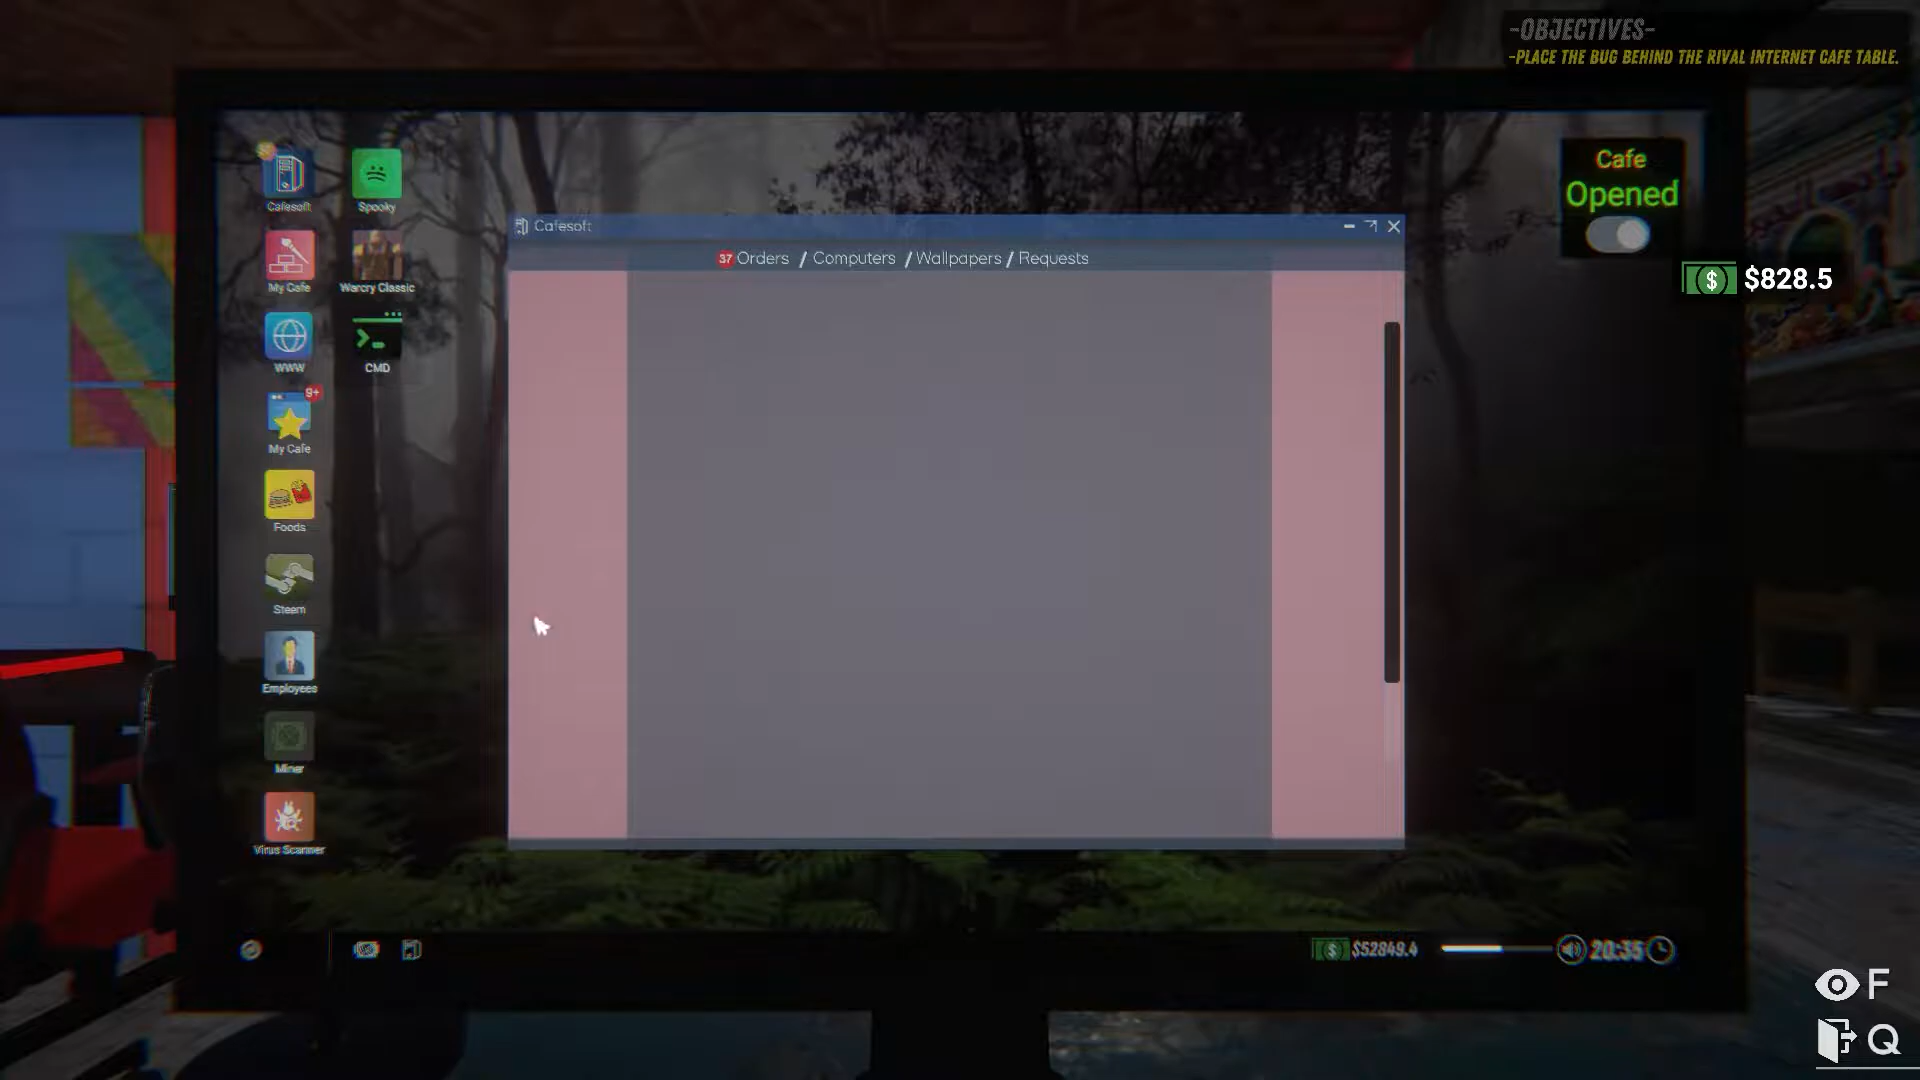 -OBJECTIVES-
-PLACE THE BUG BEHIND THE RIVAL INTERNET CAFE TABLE.
Cafe
Opened
$828.5
Cafesoft
Spooky
My Cafe
Warcry Classic
WWW
CMD
9+
My Cafe
Foods
Steem
Employees
Miner
Virus Scanner
Cafesoft
37 Orders / Computers / Wallpapers / Requests
$52849.4
20:35
F
Q